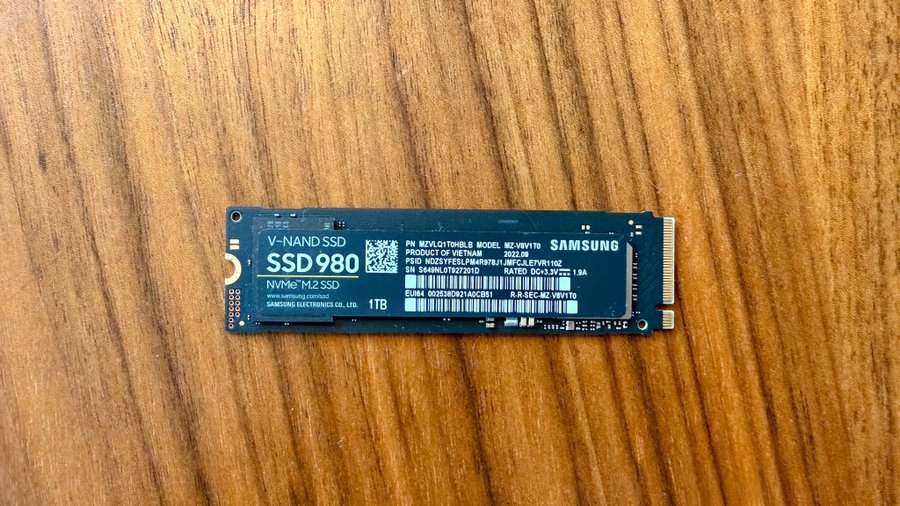 V-NAND SSD
SSD 980
NVMe™ M.2 SSD
www.samsung.com/ssd
SAMSUNG ELECTRONICS CO., LTD.
1TB
PN MZVLQ1T0HBLB MODEL MZ-V8V1T0
SAMSUNG
PRODUCT OF VIETNAM 2022.09
PSID NDZSYFESLPM4R978J1JMFCJLE7VR110Z
SN S649NL0T927201D RATED DC+3.3V 1.9A
EUI64 002538D921A0CB51 R-R-SEC-MZ-V8V1T0